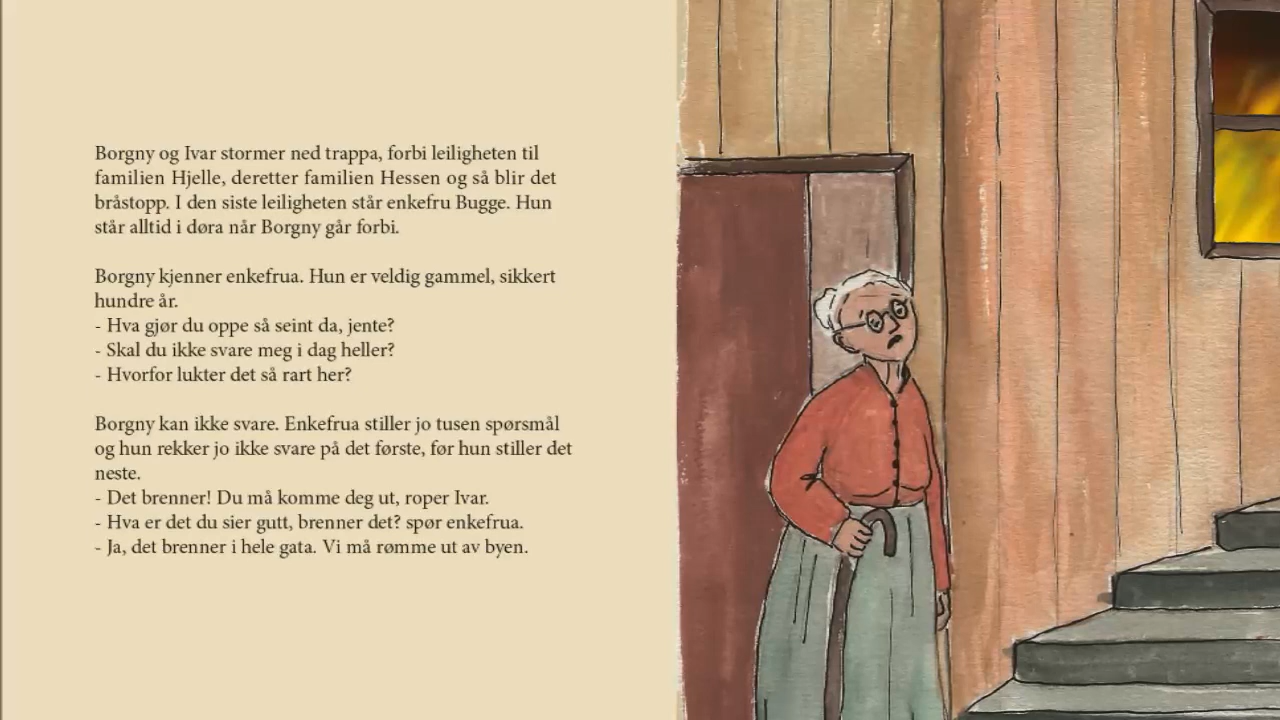 Borgny og Ivar stormer ned trappa, forbi leiligheten til
familien Hjelle, deretter familien Hessen og så blir det
bråstopp. I den siste leiligheten står enkefru Bugge. Hun
står alltid i døra når Borgny går forbi.
Borgny kjenner enkefrua. Hun er veldig gammel, sikkert
hundre år.
- Hva gjør du oppe så seint da, jente?
- Skal du ikke svare meg i dag heller?
- Hvorfor lukter det så rart her?
Borgny kan ikke svare. Enkefrua stiller jo tusen spørsmål
og hun rekker jo ikke svare på det første, før hun stiller det
neste.
- Det brenner! Du må komme deg ut, roper Ivar.
- Hva er det du sier gutt, brenner det? spør enkefrua.
- Ja, det brenner i hele gata. Vi må rømme ut av byen.